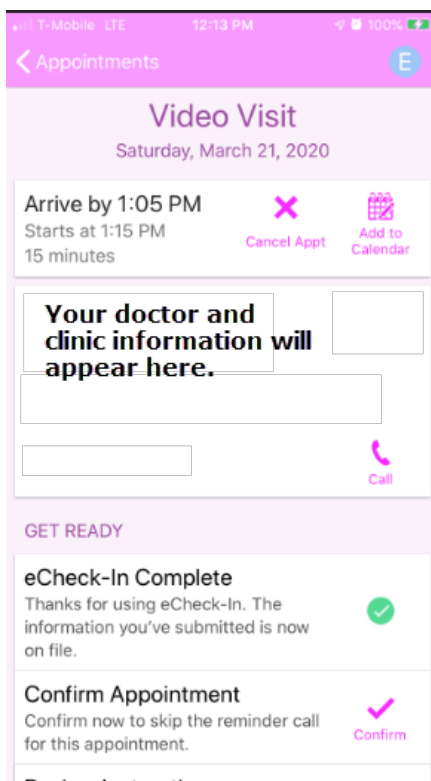 T-Mobile LTE 12:13 PM 100%
Appointments E
Video Visit
Saturday, March 21, 2020
Arrive by 1:05 PM
Starts at 1:15 PM
15 minutes
Cancel Appt
Add to
Calendar
Your doctor and
clinic information will
appear here.
Call
GET READY
eCheck-In Complete
Thanks for using eCheck-In. The
information you've submitted is now
on file.
Confirm Appointment
Confirm now to skip the reminder call
for this appointment.
Confirm